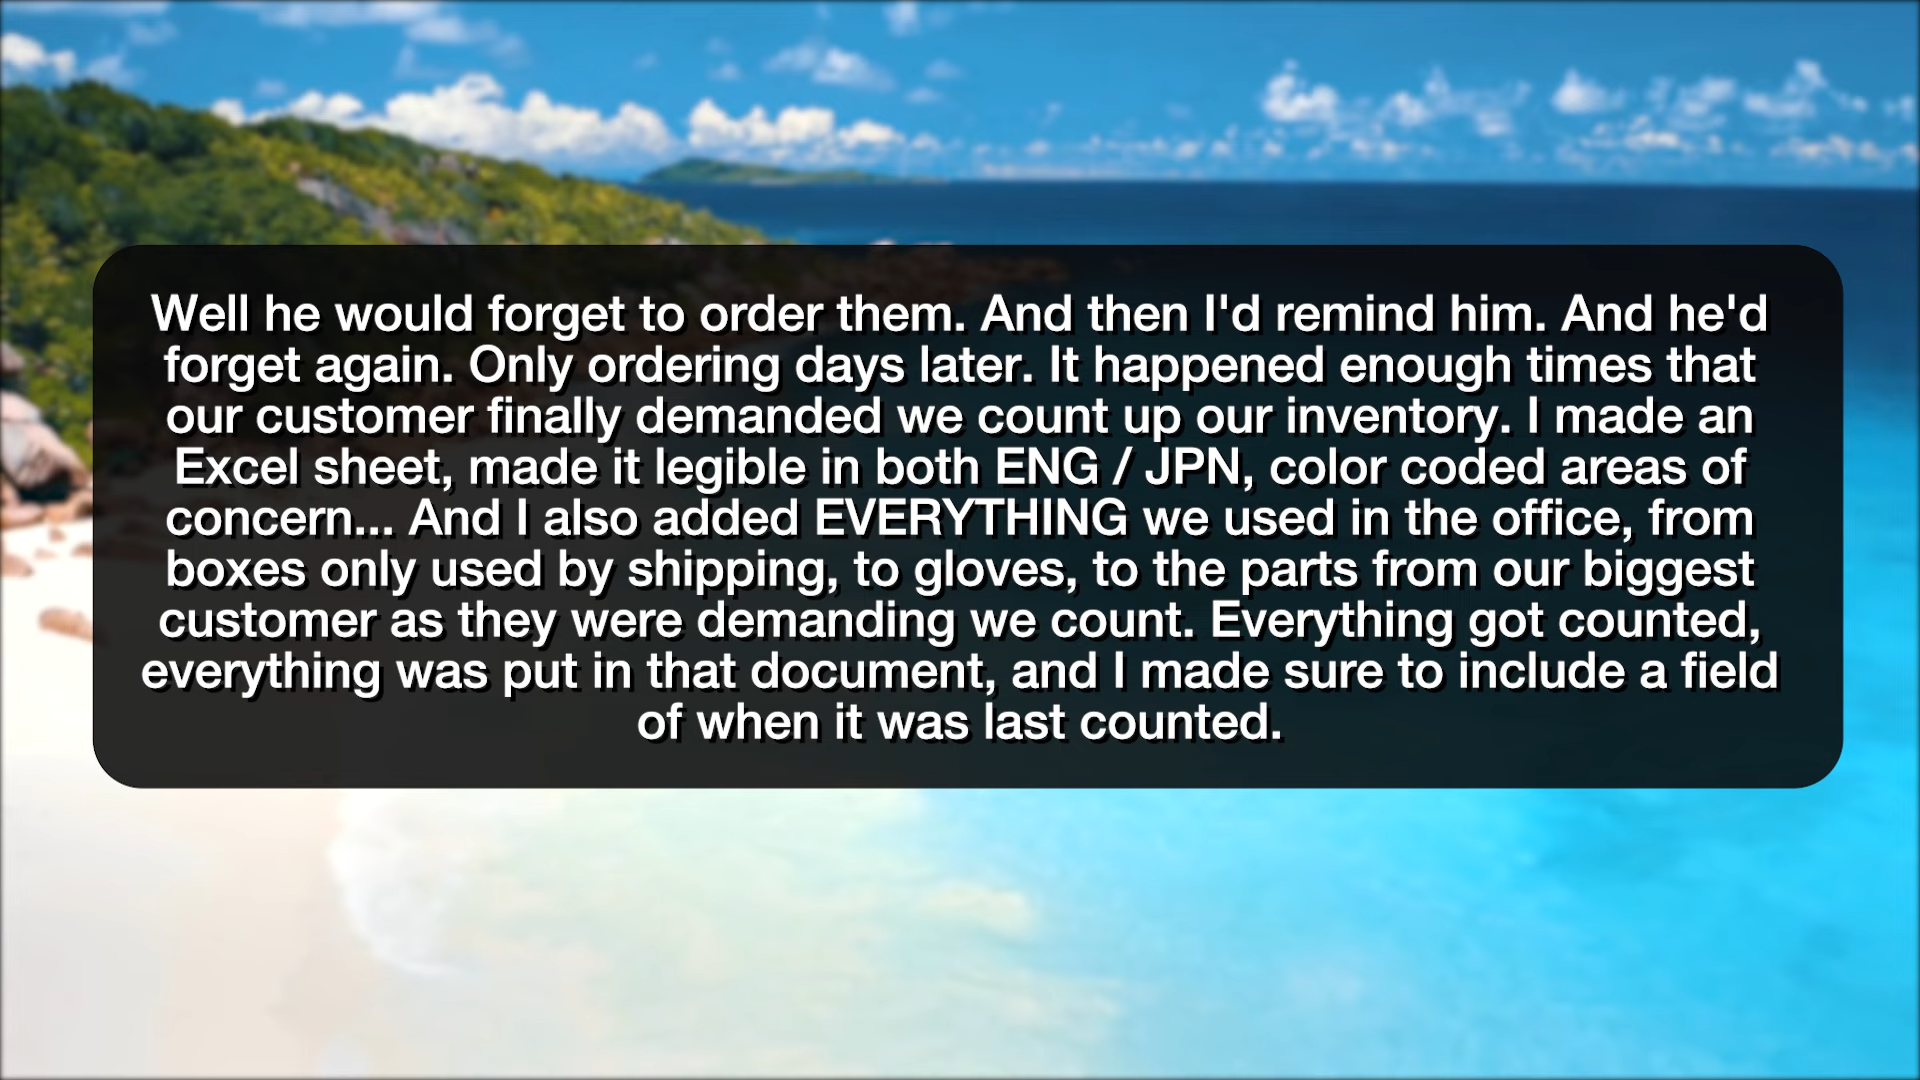 Well he would forget to order them. And then I'd remind him. And he'd
forget again. Only ordering days later. It happened enough times that
our customer finally demanded we count up our inventory. I made an
Excel sheet, made it legible in both ENG / JPN, color coded areas of
concern... And I also added EVERYTHING we used in the office, from
boxes only used by shipping, to gloves, to the parts from our biggest
customer as they were demanding we count. Everything got counted,
everything was put in that document, and I made sure to include a field
of when it was last counted.